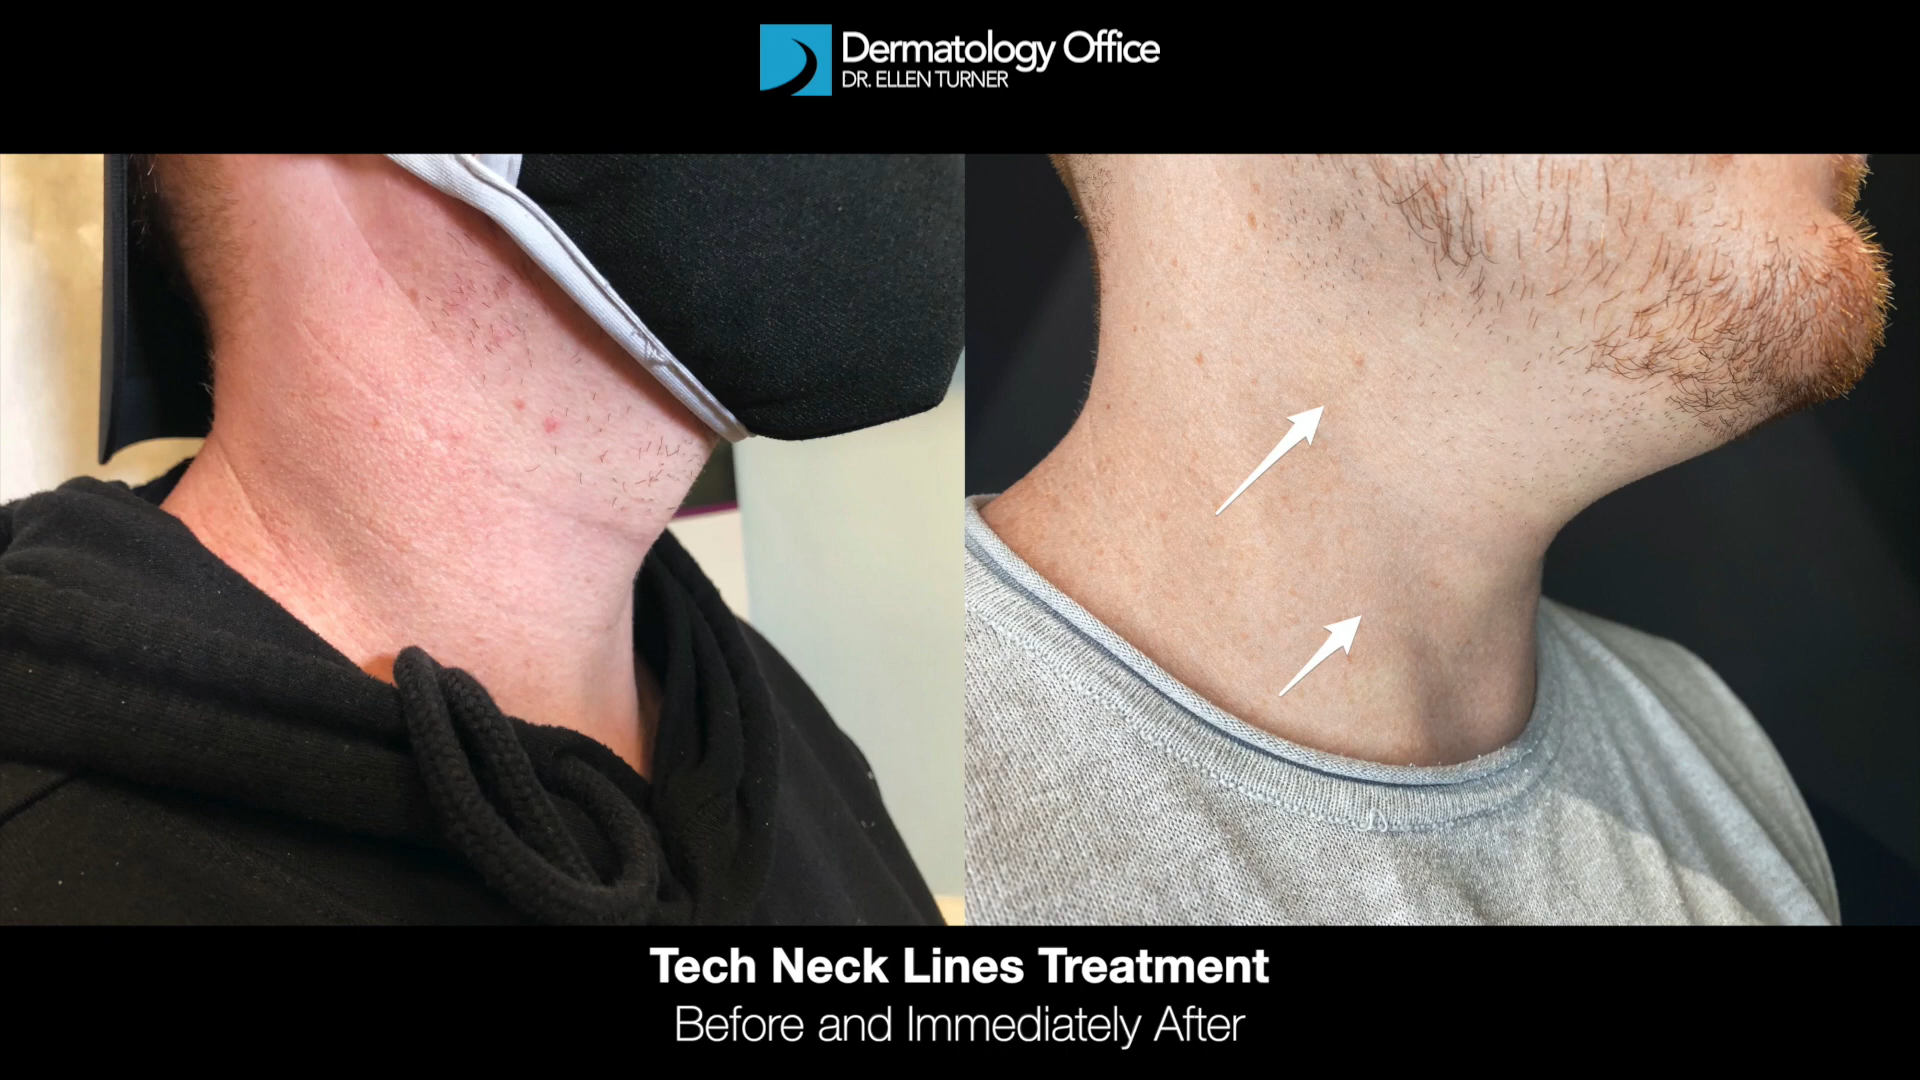 Dermatology Office
DR. ELLEN TURNER
Tech Neck Lines Treatment
Before and Immediately After